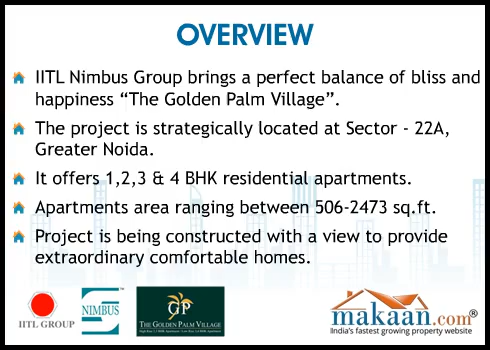 OVERVIEW
IITL Nimbus Group brings a perfect balance of bliss and
happiness “The Golden Palm Village”.
The project is strategically located at Sector - 22A,
Greater Noida.
It offers 1,2,3 & 4 BHK residential apartments.
Apartments area ranging between 506-2473 sq.ft.
Project is being constructed with a view to provide
extraordinary comfortable homes.
IITL GROUP
NIMBUS
GP
THE GOLDEN PALM VILLAGE
makaan.com®
India's fastest growing property website